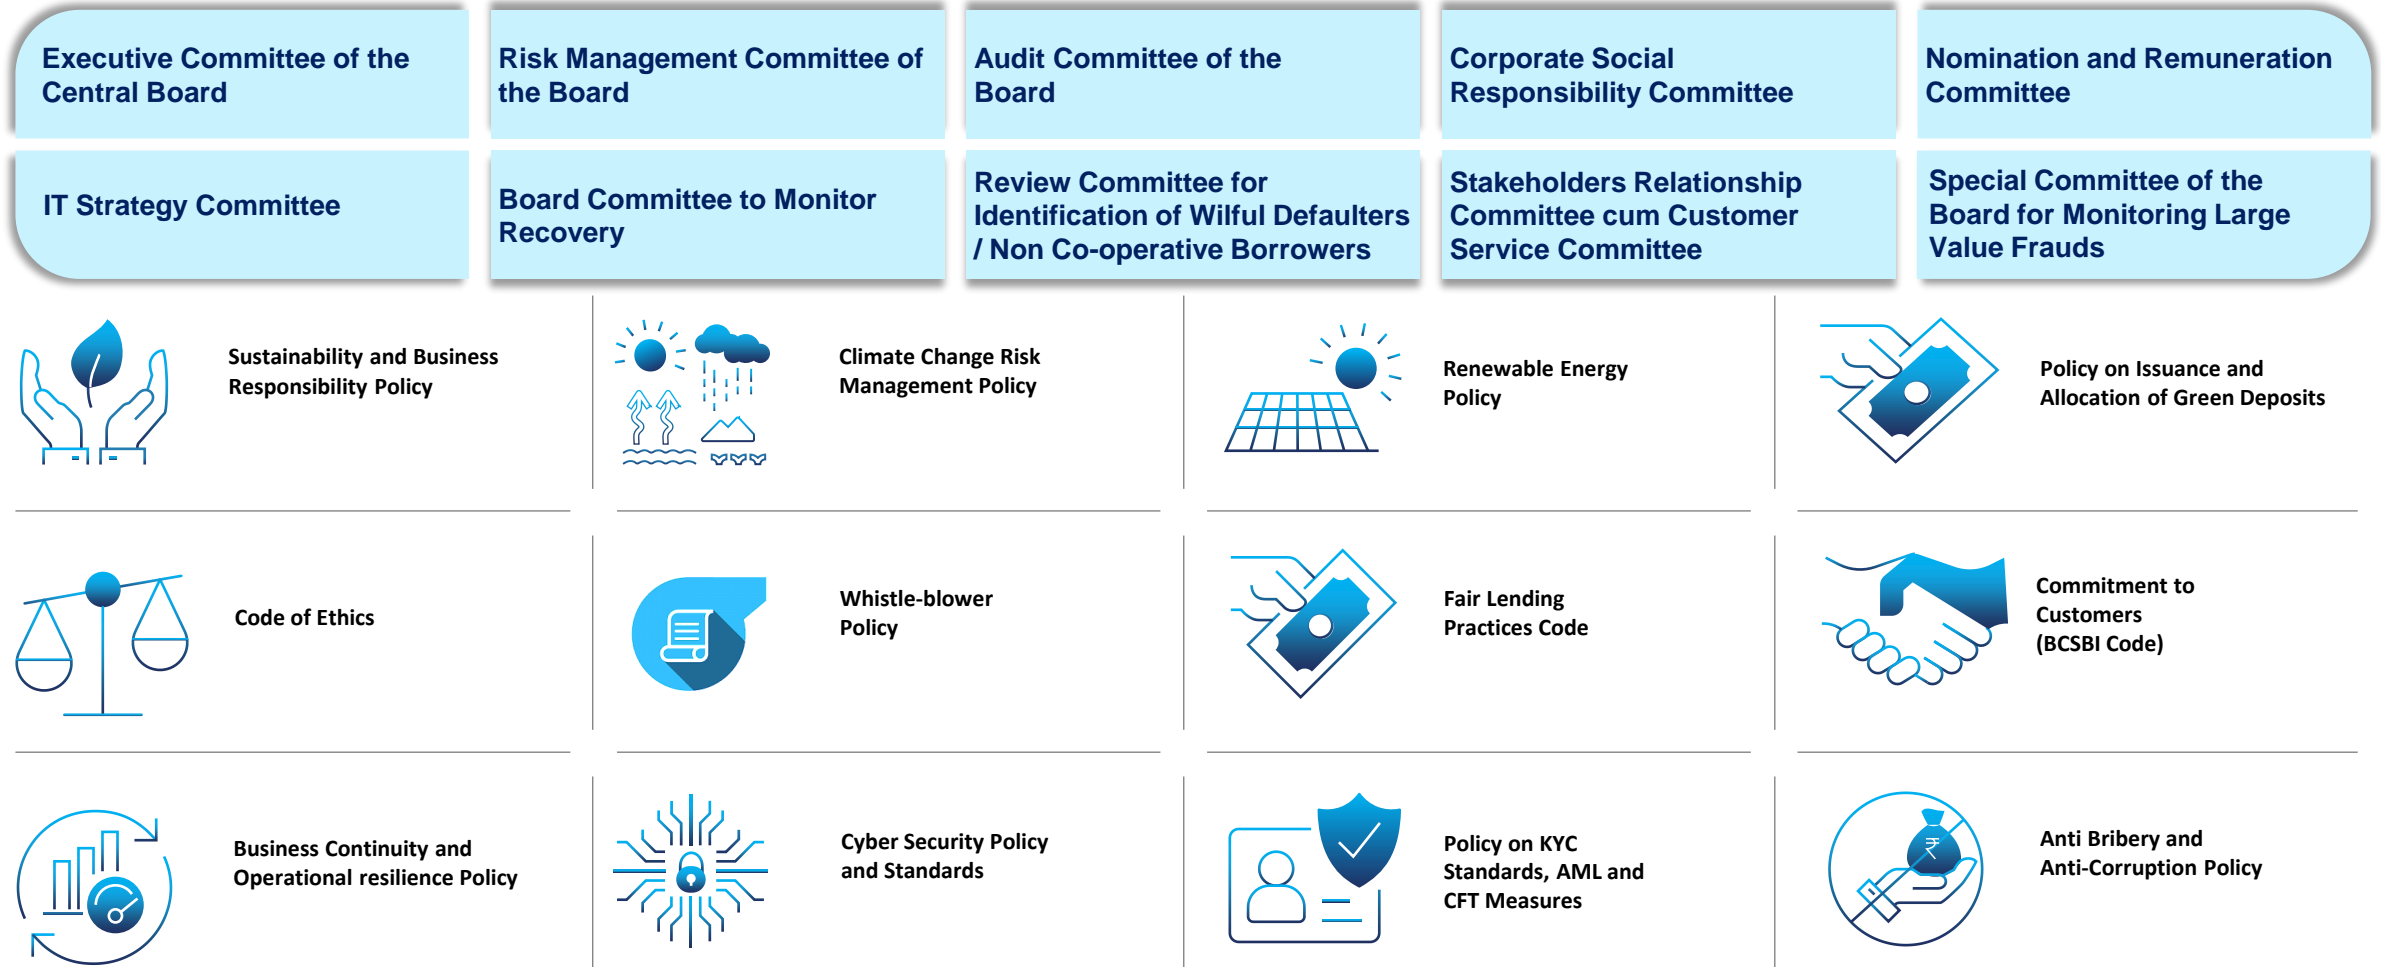 Executive Committee of the
Central Board
Risk Management Committee of
the Board
Audit Committee of the
Board
Corporate Social
Responsibility Committee
Nomination and Remuneration
Committee
IT Strategy Committee
Board Committee to Monitor
Recovery
Review Committee for
Identification of Wilful Defaulters
/ Non Co-operative Borrowers
Stakeholders Relationship
Committee cum Customer
Service Committee
Special Committee of the
Board for Monitoring Large
Value Frauds
Sustainability and Business
Responsibility Policy
Climate Change Risk
Management Policy
Renewable Energy
Policy
Policy on Issuance and
Allocation of Green Deposits
Code of Ethics
Whistle-blower
Policy
Fair Lending
Practices Code
Commitment to
Customers
(BCSBI Code)
Business Continuity and
Operational resilience Policy
Cyber Security Policy
and Standards
Policy on KYC
Standards, AML and
CFT Measures
₹
Anti Bribery and
Anti-Corruption Policy